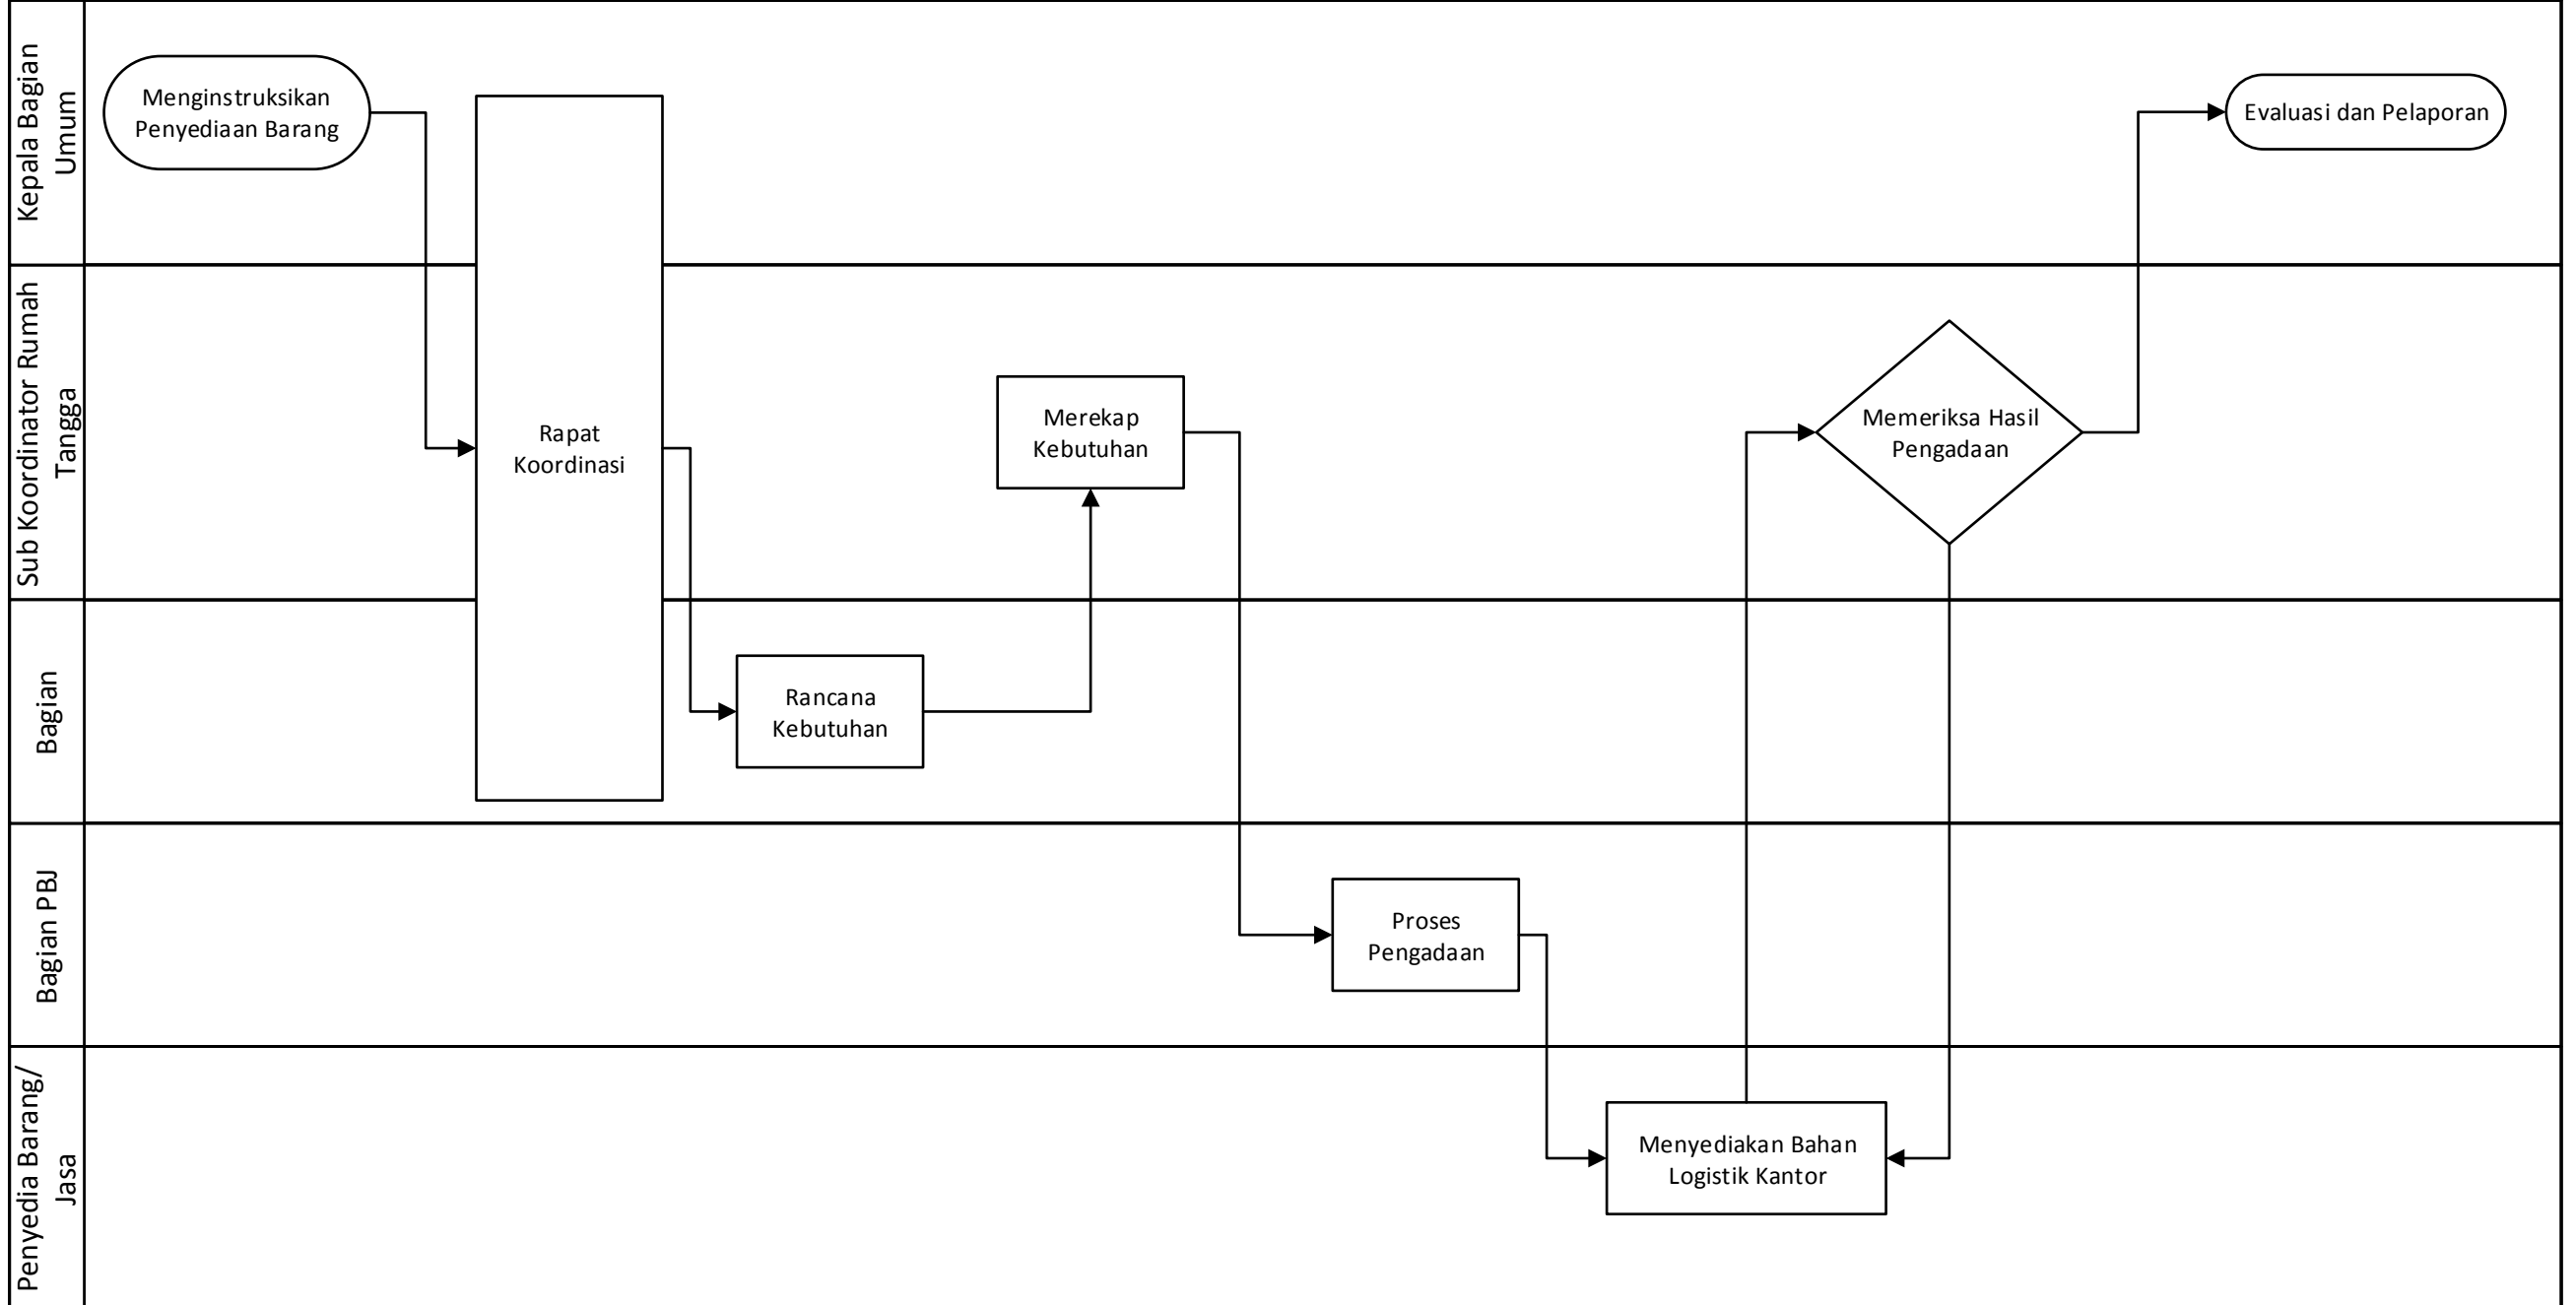 Kepala Bagian
Umum
Menginstruksikan
Penyediaan Barang
Evaluasi dan Pelaporan
Sub Koordinator Rumah
Tangga
Rapat
Koordinasi
Merekap
Kebutuhan
Memeriksa Hasil
Pengadaan
Bagian
Rancana
Kebutuhan
Bagian PBJ
Proses
Pengadaan
Penyedia Barang/
Jasa
Menyediakan Bahan
Logistik Kantor